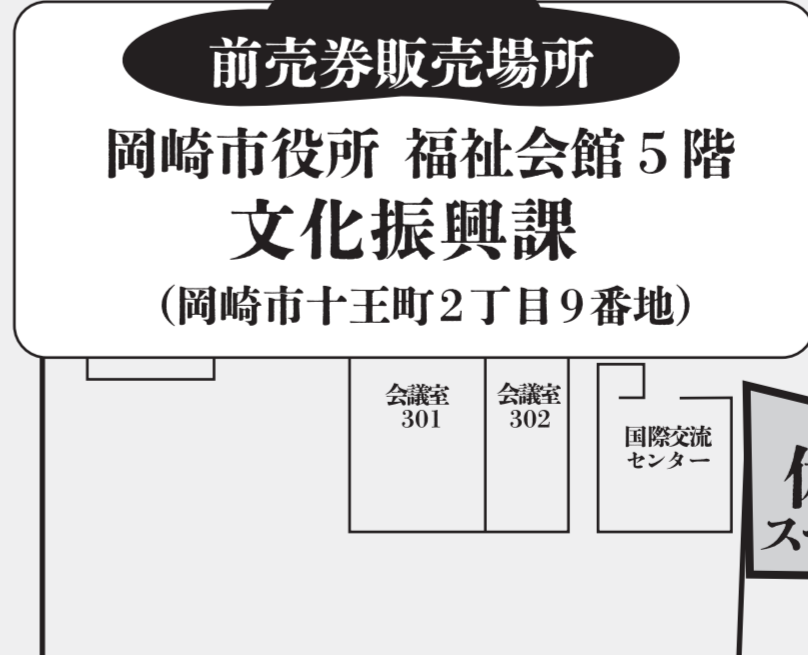 前売券販売場所
岡崎市役所 福祉会館5階
文化振興課
(岡崎市十王町2丁目9番地)
会議室
301
会議室
302
国際交流
センター